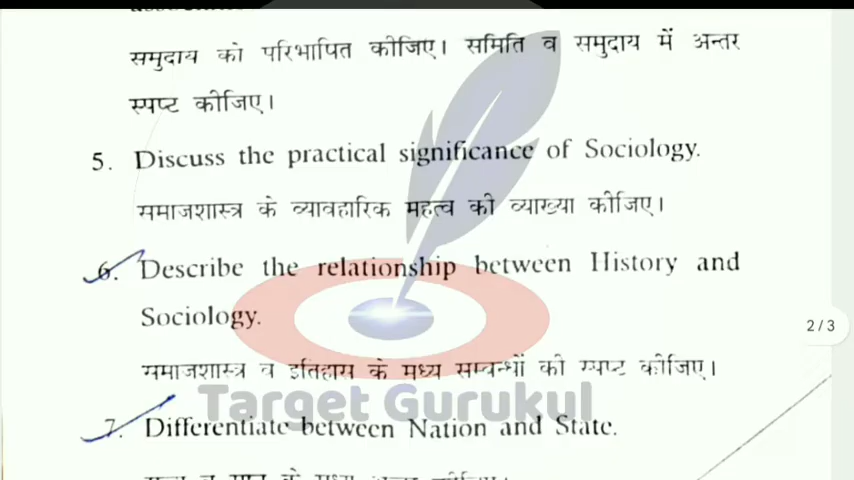 समुदाय को परिभाषित कीजिए। समिति व समुदाय में अन्तर
स्पष्ट कीजिए।
5. Discuss the practical significance of Sociology.
समाजशास्त्र के व्यावहारिक महत्व की व्याख्या कीजिए।
6. Describe the relationship between History and
Sociology.
2/3
समाजशास्त्र व इतिहास के मध्य सम्बन्धों को स्पष्ट कीजिए।
Target Gurukul
7. Differentiate between Nation and State.